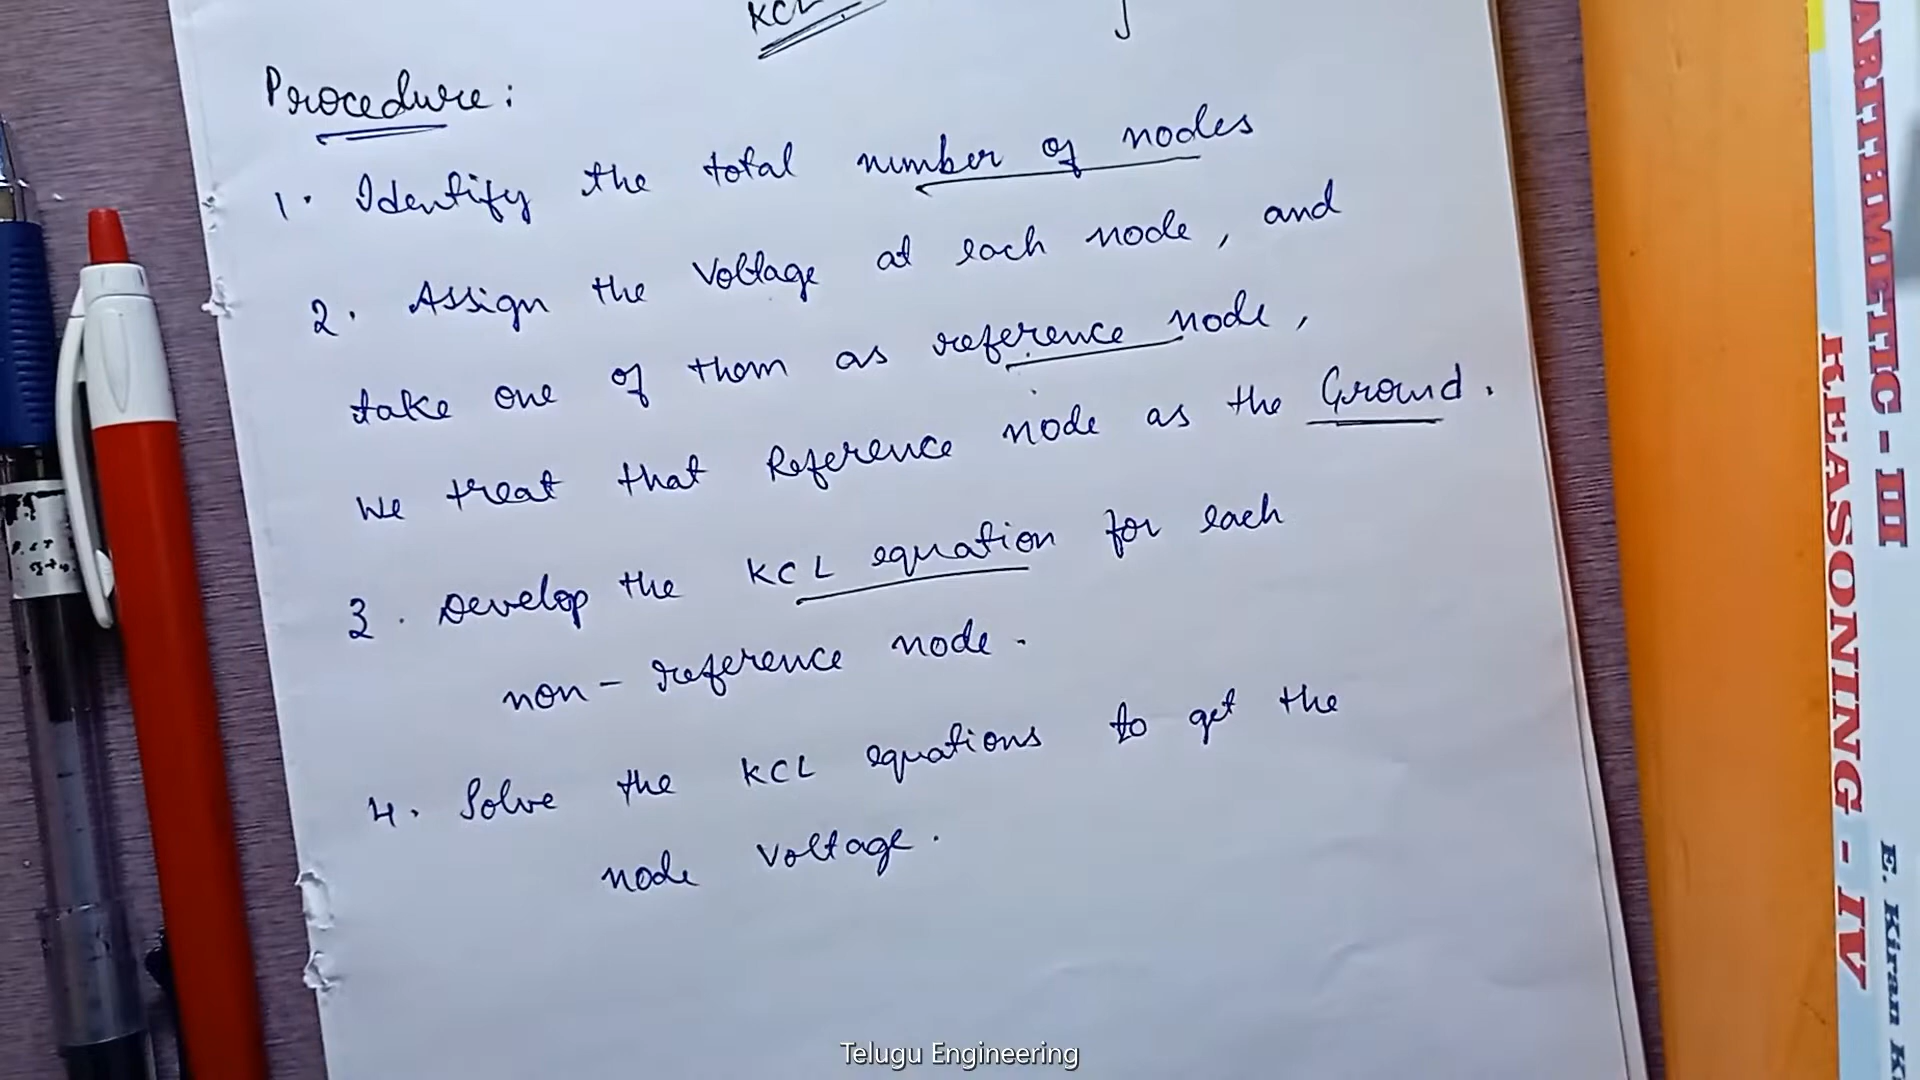 KCL
Procedure:
1. Identify the total number of nodes
2. Assign the Voltage at each node, and
take one of them as reference node,
We treat that Reference node as the Ground.
3. Develop the KCL equation for each
non-reference node.
4. Solve the KCL equations to get the
node Voltage.
ARITHMETIC - III
REASONING - IV
E. Kiran K
Telugu Engineering